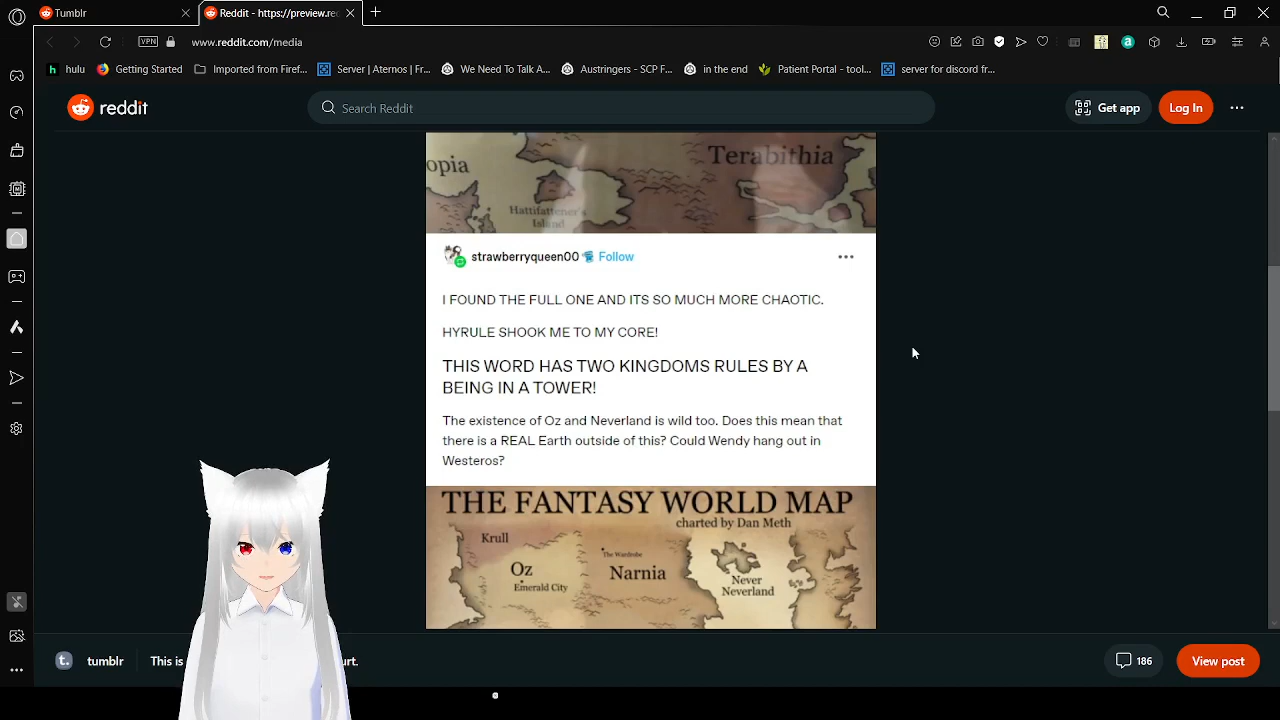 Tumblr
Reddit - https://preview.red
VPN
www.reddit.com/media
hulu
Getting Started
Imported from Firef...
Server | Aternos | Fr...
We Need To Talk A...
Austringers - SCP F...
in the end
Patient Portal - tool...
server for discord fr...
reddit
Search Reddit
Get app
Log In
opia
Terabithia
Hattifattener's
Island
strawberryqueen00 Follow
I FOUND THE FULL ONE AND ITS SO MUCH MORE CHAOTIC.
HYRULE SHOOK ME TO MY CORE!
THIS WORD HAS TWO KINGDOMS RULES BY A
BEING IN A TOWER!
The existence of Oz and Neverland is wild too. Does this mean that
there is a REAL Earth outside of this? Could Wendy hang out in
Westeros?
THE FANTASY WORLD MAP
charted by Dan Meth
Krull
Oz
Emerald City
The Wardrobe
Narnia
Never
Neverland
tumblr
This is
urt.
186
View post